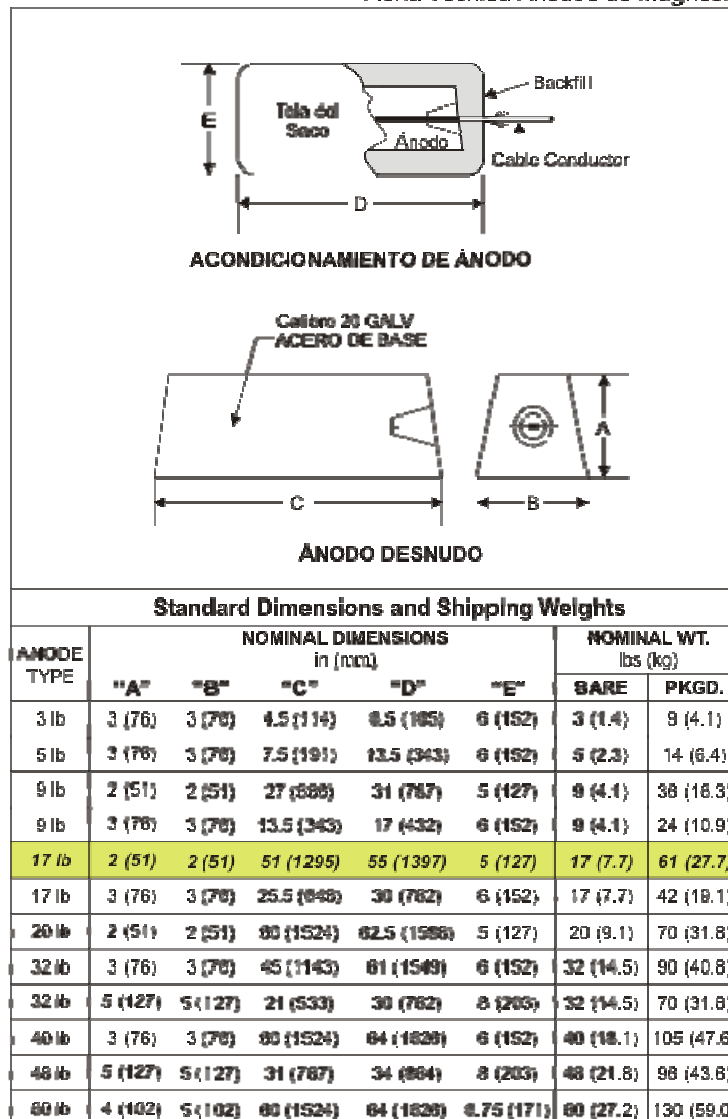 Backfill
E
Tela del
Saco
Ánodo
Cable Conductor
D
ACONDICIONAMIENTO DE ÁNODO
Calibro 20 GALV
ACERO DE BASE
A
C
B
ÁNODO DESNUDO
Standard Dimensions and Shipping Weights
ANODE TYPE
NOMINAL DIMENSIONS
in (mm)
NOMINAL WT.
lbs (kg)
"A" "B" "C" "D" "E" BARE PKGD.
3 lb 3 (76) 3 (76) 4.5 (114) 6 (152) 3 (1.4) 9 (4.1)
5 lb 3 (76) 3 (76) 7.5 (191) 13.5 (343) 6 (152) 5 (2.3) 14 (6.4)
9 lb 2 (51) 2 (51) 27 (686) 31 (787) 5 (127) 9 (4.1) 36 (16.3)
9 lb 3 (76) 3 (76) 13.5 (343) 17 (432) 6 (152) 9 (4.1) 24 (10.9)
17 lb 2 (51) 2 (51) 51 (1295) 55 (1397) 5 (127) 17 (7.7) 61 (27.7
17 lb 3 (76) 3 (76) 25.5 (648) 30 (762) 6 (152) 17 (7.7) 42 (19.1)
20 lb 2 (51) 2 (51) 60 (1524) 62.5 (1588) 5 (127) 20 (9.1) 70 (31.8
32 lb 3 (76) 3 (76) 45 (1143) 61 (1549) 6 (152) 32 (14.5) 90 (40.8
32 lb 5 (127) 5 (127) 21 (533) 30 (762) 8 (203) 32 (14.5) 70 (31.8
40 lb 3 (76) 3 (76) 60 (1524) 64 (1626) 6 (152) 40 (18.1) 105 (47.6
48 lb 5 (127) 5 (127) 31 (787) 34 (864) 8 (203) 48 (21.8) 96 (43.6
60 lb 4 (102) 60 (1524) 64 (1626) 6.75 (171) 60 (27.2) 130 (59.0